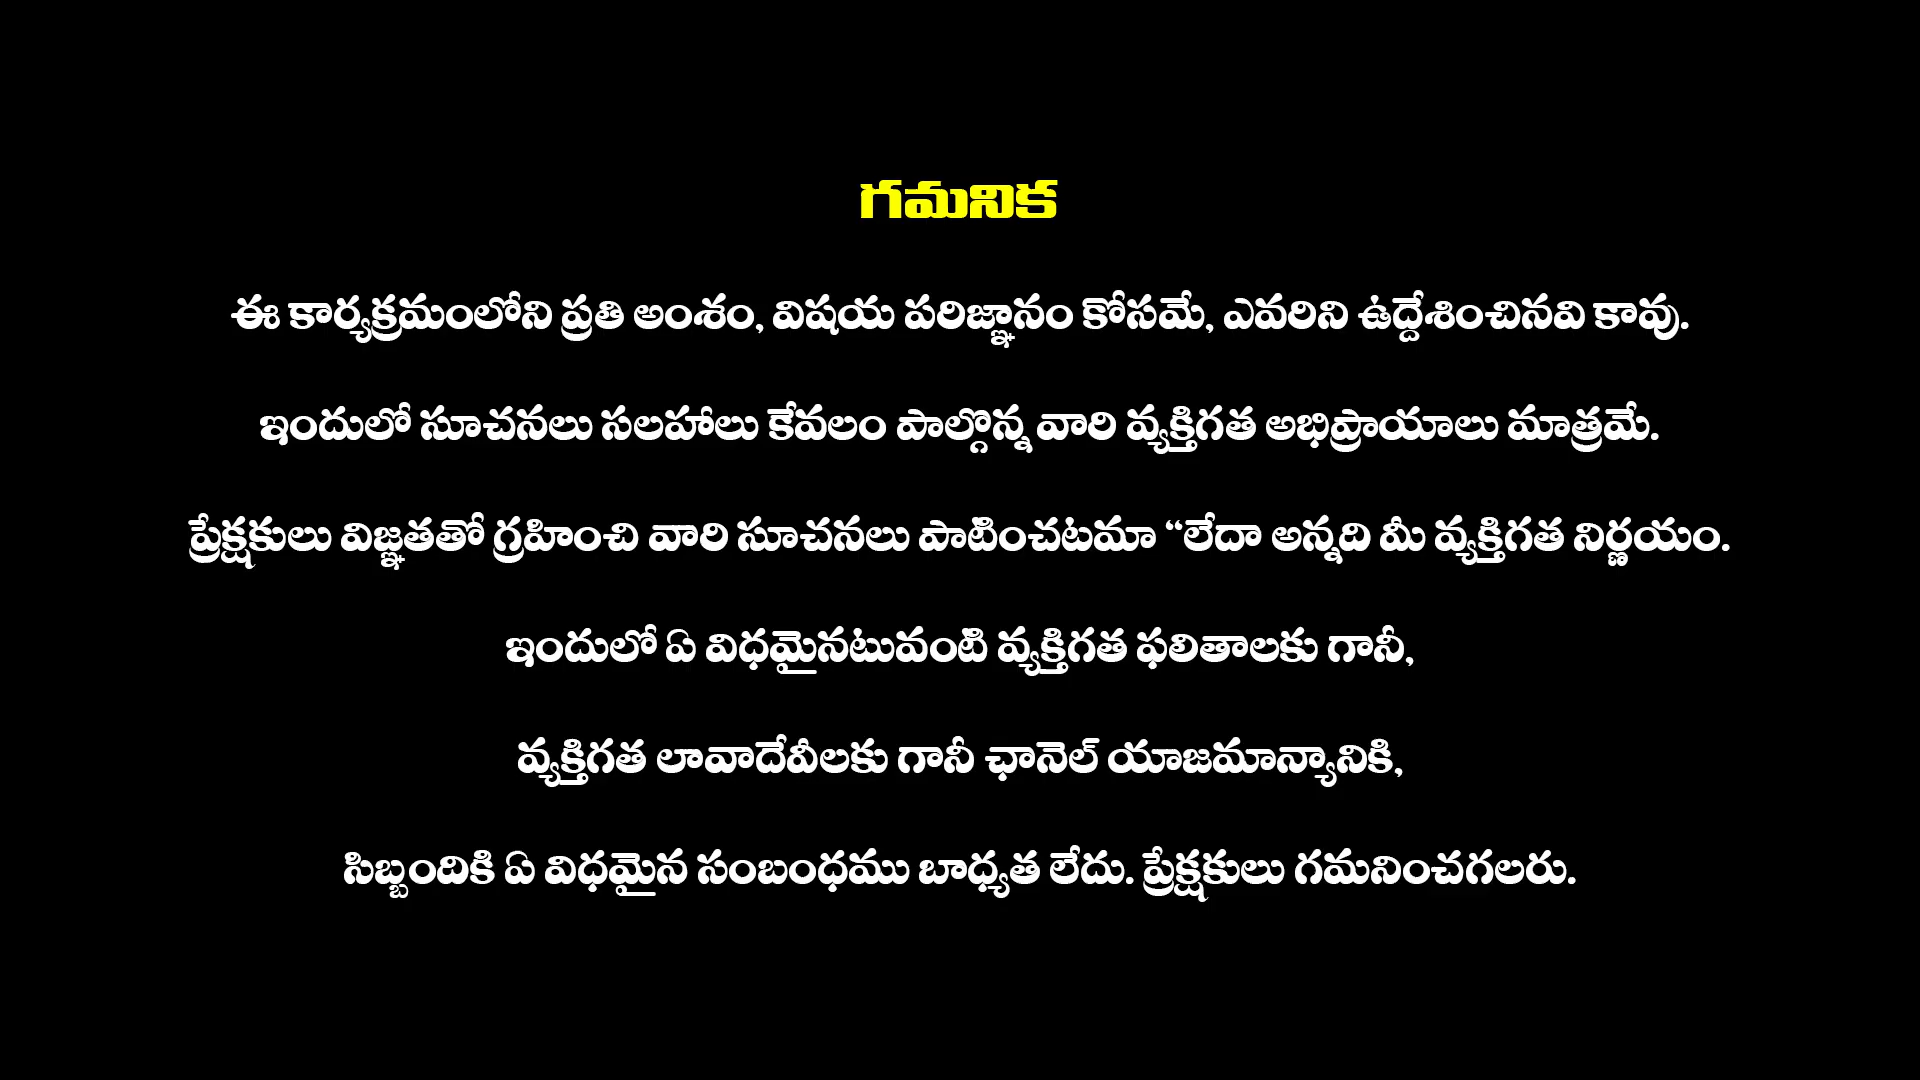 గమనిక
ఈ కార్యక్రమంలోని ప్రతి అంశం, విషయ పరిజ్ఞానం కోసమే, ఎవరిని ఉద్దేశించినవి కావు.
ఇందులో సూచనలు సలహాలు కేవలం పాల్గొన్న వారి వ్యక్తిగత అభిప్రాయాలు మాత్రమే.
ప్రేక్షకులు విజ్ఞతతో గ్రహించి వారి సూచనలు పాటించటమా “లేదా అన్నది మీ వ్యక్తిగత నిర్ణయం.
ఇందులో ఏ విధమైనటువంటి వ్యక్తిగత ఫలితాలకు గానీ,
వ్యక్తిగత లావాదేవీలకు గానీ ఛానెల్ యాజమాన్యానికి,
సిబ్బందికి ఏ విధమైన సంబంధము బాధ్యత లేదు. ప్రేక్షకులు గమనించగలరు.